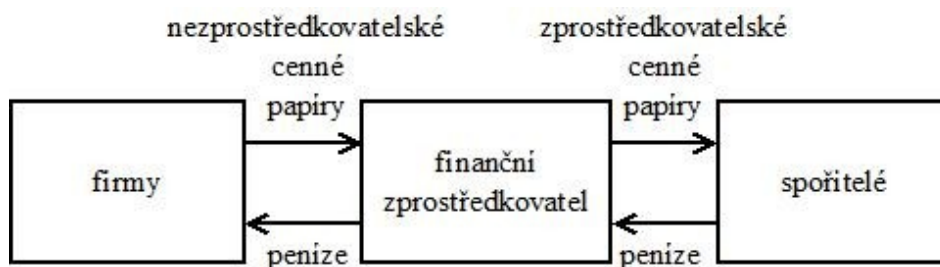 nezprostředkovatelské
cenné
papíry
zprostředkovatelské
cenné
papíry
firmy
finanční
zprostředkovatel
spořitelé
peníze
peníze